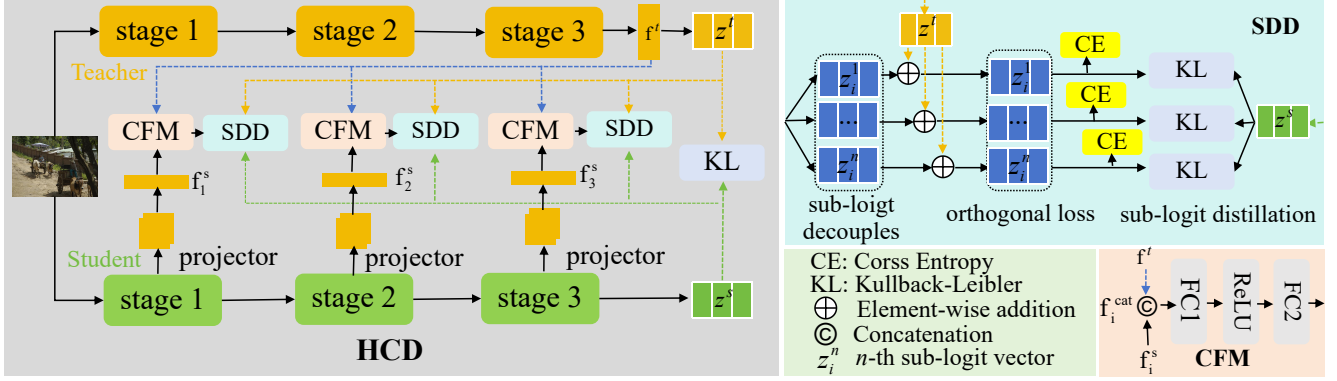 stage 1
stage 2
stage 3
f^t
z^t
Teacher
CFM
SDD
CFM
SDD
CFM
SDD
KL
f_1^s
f_2^s
f_3^s
projector
projector
projector
Student
stage 1
stage 2
stage 3
z^s
HCD
SDD
z^t
CE
z_i^1
z_i^1
KL
CE
...
...
KL
z^s
CE
z_i^n
z_i^n
KL
sub-loigt
decouples
orthogonal loss
sub-logit distillation
CE: Corss Entropy
KL: Kullback-Leibler
⊕ Element-wise addition
© Concatenation
z_i^n n-th sub-logit vector
f^t
f_i^cat
©
FC1
ReLU
FC2
f_i^s
CFM